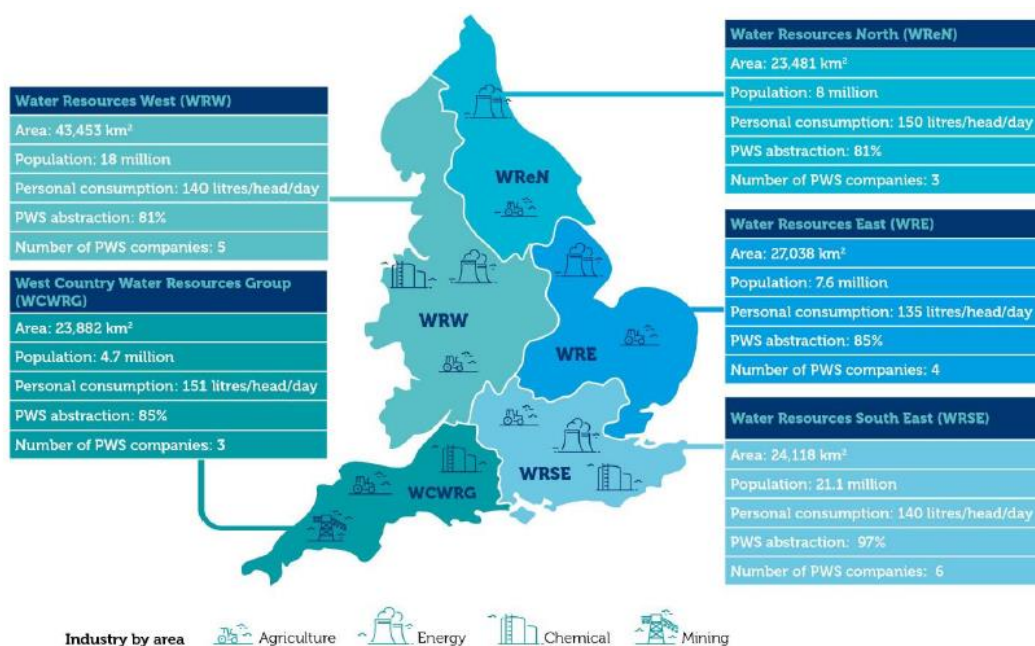 Water Resources West (WRW)
Area: 43,453 km²
Population: 18 million
Personal consumption: 140 litres/head/day
PWS abstraction: 81%
Number of PWS companies: 5
West Country Water Resources Group
(WCWRG)
Area: 23,882 km²
Population: 4.7 million
Personal consumption: 151 litres/head/day
PWS abstraction: 85%
Number of PWS companies: 3
WReN
WRW
WRE
WRSE
WCWRG
Water Resources North (WReN)
Area: 23,481 km²
Population: 8 million
Personal consumption: 150 litres/head/day
PWS abstraction: 81%
Number of PWS companies: 3
Water Resources East (WRE)
Area: 27,038 km²
Population: 7.6 million
Personal consumption: 135 litres/head/day
PWS abstraction: 85%
Number of PWS companies: 4
Water Resources South East (WRSE)
Area: 24,118 km²
Population: 21.1 million
Personal consumption: 140 litres/head/day
PWS abstraction: 97%
Number of PWS companies: 6
Industry by area Agriculture Energy Chemical Mining